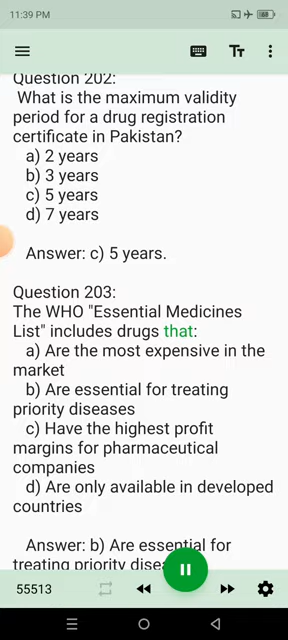 11:39 PM
Question 202:
What is the maximum validity
period for a drug registration
certificate in Pakistan?
a) 2 years
b) 3 years
c) 5 years
d) 7 years
Answer: c) 5 years.
Question 203:
The WHO "Essential Medicines
List" includes drugs that:
a) Are the most expensive in the
market
b) Are essential for treating
priority diseases
c) Have the highest profit
margins for pharmaceutical
companies
d) Are only available in developed
countries
Answer: b) Are essential for
treating priority
55513